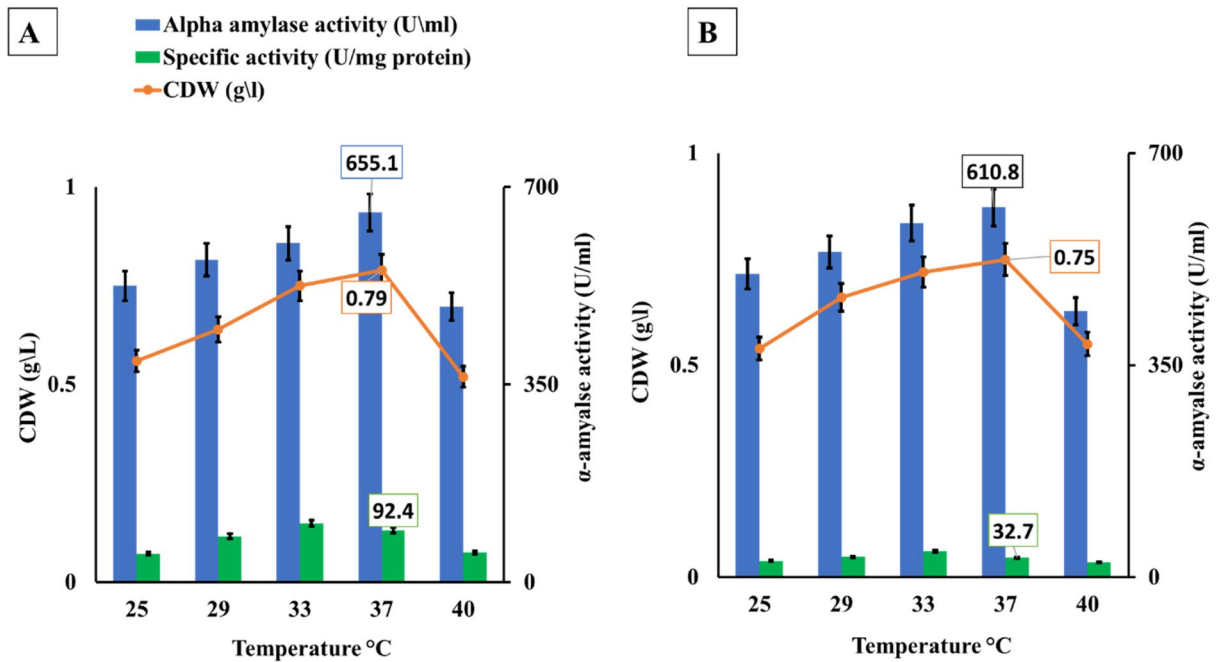 A
Alpha amylase activity (U\ml)
Specific activity (U/mg protein)
CDW (g\l)
655.1
1
700
0.79
CDW (g\L)
0.5
350
α-amyalse activity (U/ml)
92.4
0
0
25 29 33 37 40
Temperature °C
B
1
700
610.8
0.75
CDW (g\l)
0.5
350
α-amyalse activity (U/ml)
32.7
0
0
25 29 33 37 40
Temperature °C